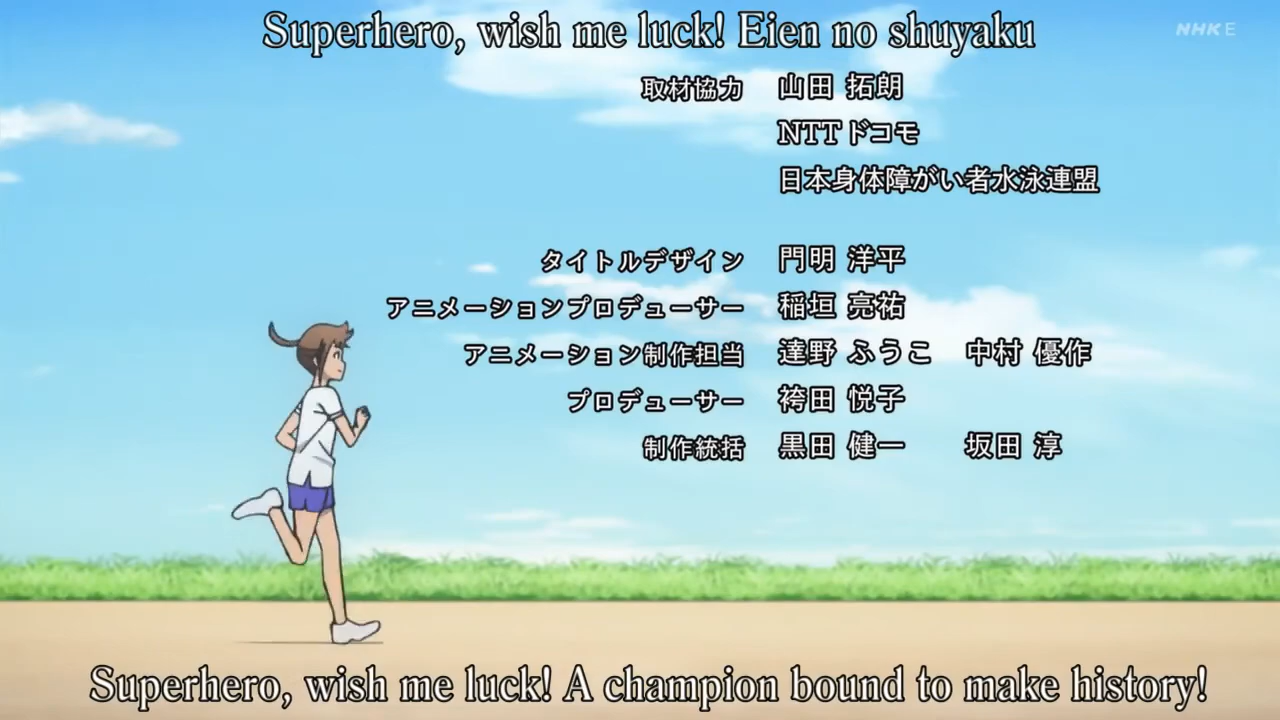 Superhero, wish me luck! Eien no shuyaku
NHK E
取材協力 山田 拓朗
NTTドコモ
日本身体障がい者水泳連盟
タイトルデザイン 門明 洋平
アニメーションプロデューサー 稲垣 亮祐
アニメーション制作担当 達野 ふうこ 中村 優作
プロデューサー 袴田 悦子
制作統括 黒田 健一 坂田 淳
Superhero, wish me luck! A champion bound to make history!